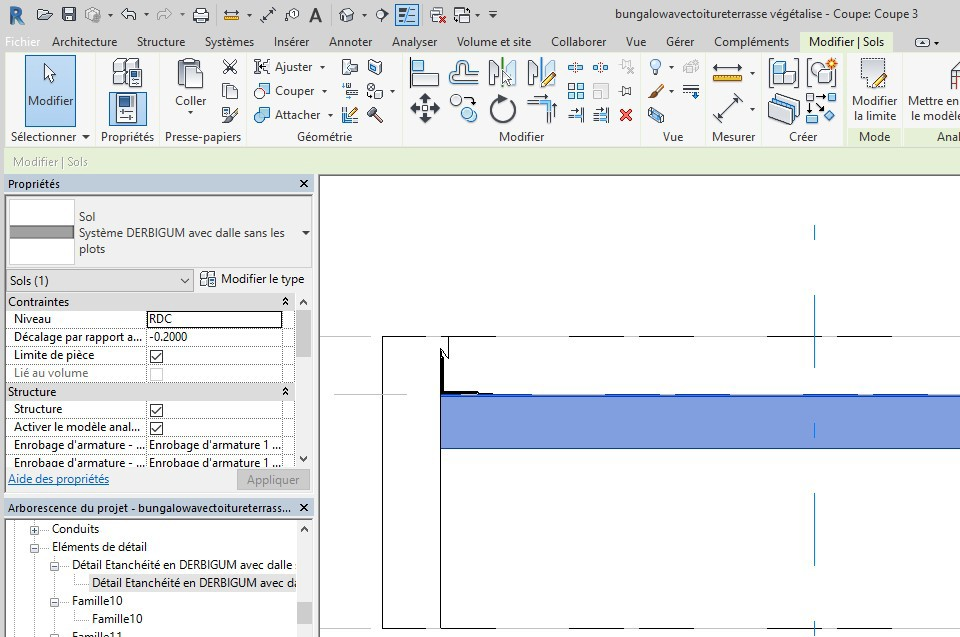 bungalowavectoitureterrasse végétalise - Coupe: Coupe 3
Fichier Architecture Structure Systèmes Insérer Annoter Analyser Volume et site Collaborer Vue Gérer Compléments Modifier | Sols
Modifier
Coller
Ajuster
Couper
Attacher
Modifier
la limite
Mettre en
le modèle
Sélectionner Propriétés Presse-papiers Géométrie Modifier Vue Mesurer Créer Mode Anal
Modifier | Sols
Propriétés
Sol
Système DERBIGUM avec dalle sans les
plots
Sols (1) Modifier le type
Contraintes
Niveau RDC
Décalage par rapport a... -0.2000
Limite de pièce
Lié au volume
Structure
Structure
Activer le modèle anal...
Enrobage d'armature - ... Enrobage d'armature 1 ...
Enrobage d'armature - ... Enrobage d'armature 1 ...
Aide des propriétés Appliquer
Arborescence du projet - bungalowavectoitureterrass...
Conduits
Eléments de détail
Détail Etanchéité en DERBIGUM avec dalle
Détail Etanchéité en DERBIGUM avec da
Famille10
Famille10
Famille11